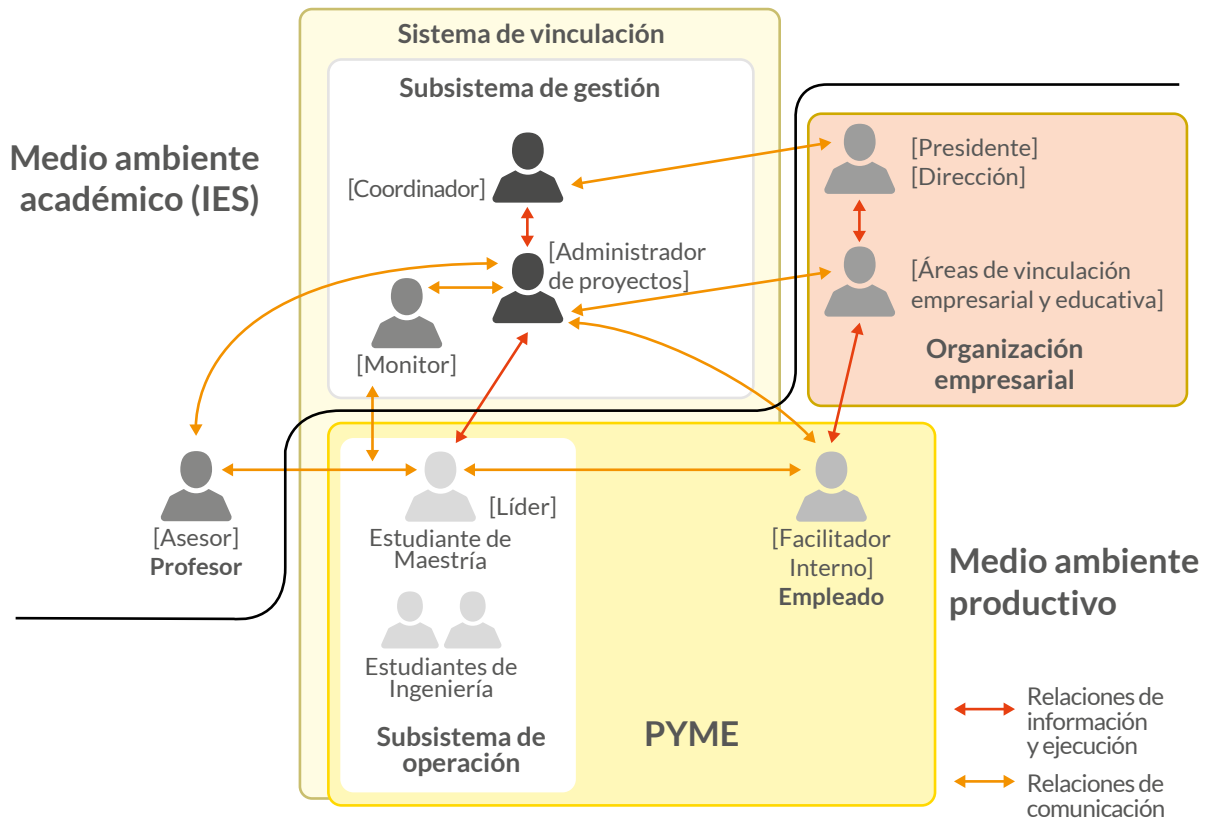 Sistema de vinculación
Subsistema de gestión
Medio ambiente
académico (IES)
[Coordinador]
[Presidente]
[Dirección]
[Administrador
de proyectos]
[Áreas de vinculación
empresarial y educativa]
[Monitor]
Organización
empresarial
[Asesor]
Profesor
[Líder]
Estudiante de
Maestría
[Facilitador
Interno]
Empleado
Medio ambiente
productivo
Estudiantes de
Ingeniería
Subsistema de
operación
PYME
Relaciones de
información
y ejecución
Relaciones de
comunicación